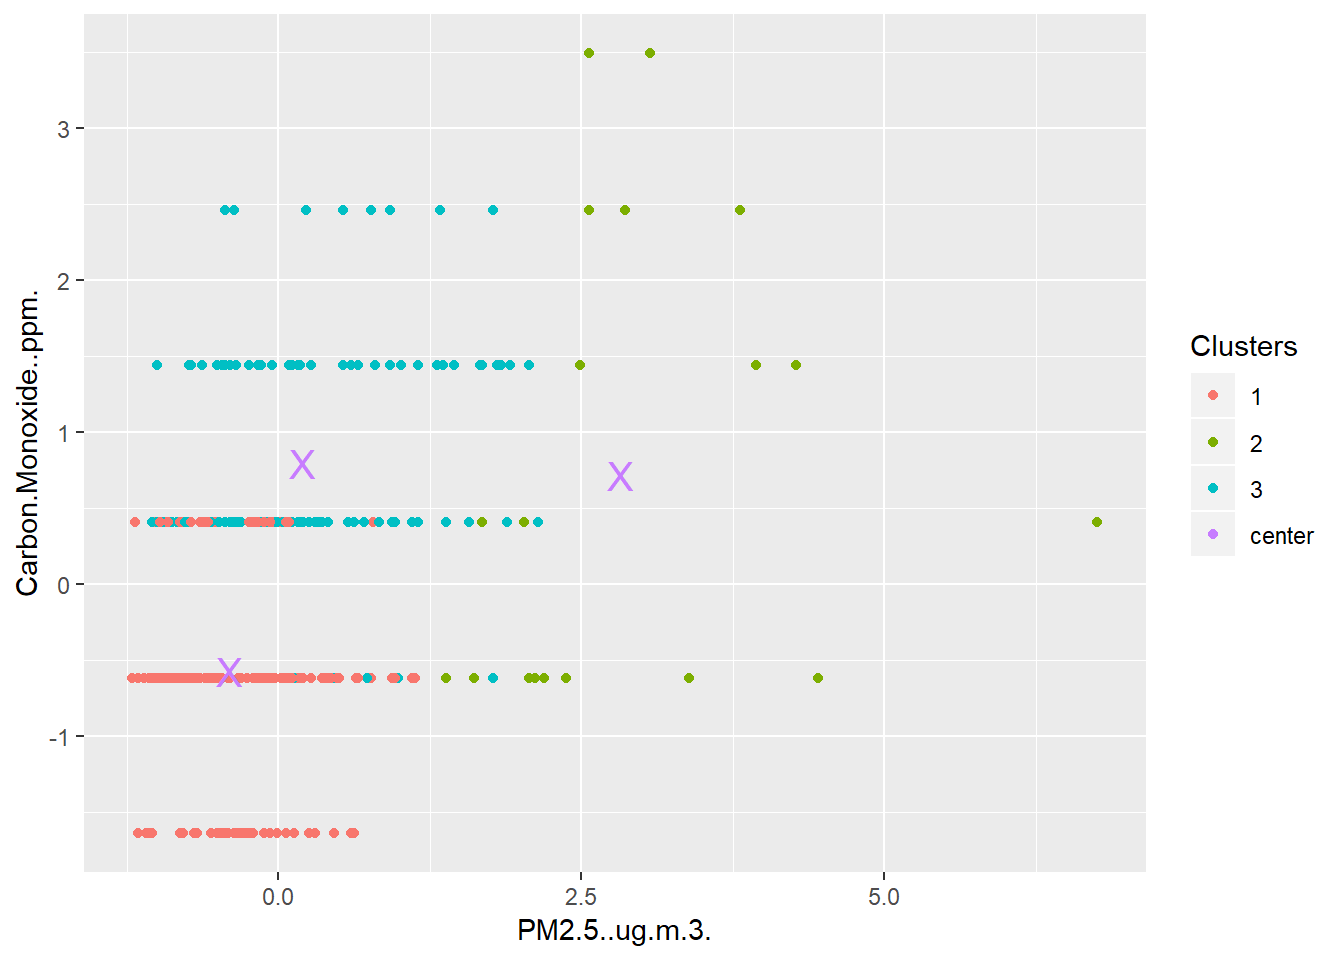 3
2
1
0
-1
Carbon.Monoxide..ppm.
X
X
X
0.0
2.5
5.0
PM2.5..ug.m.3.
Clusters
1
2
3
center